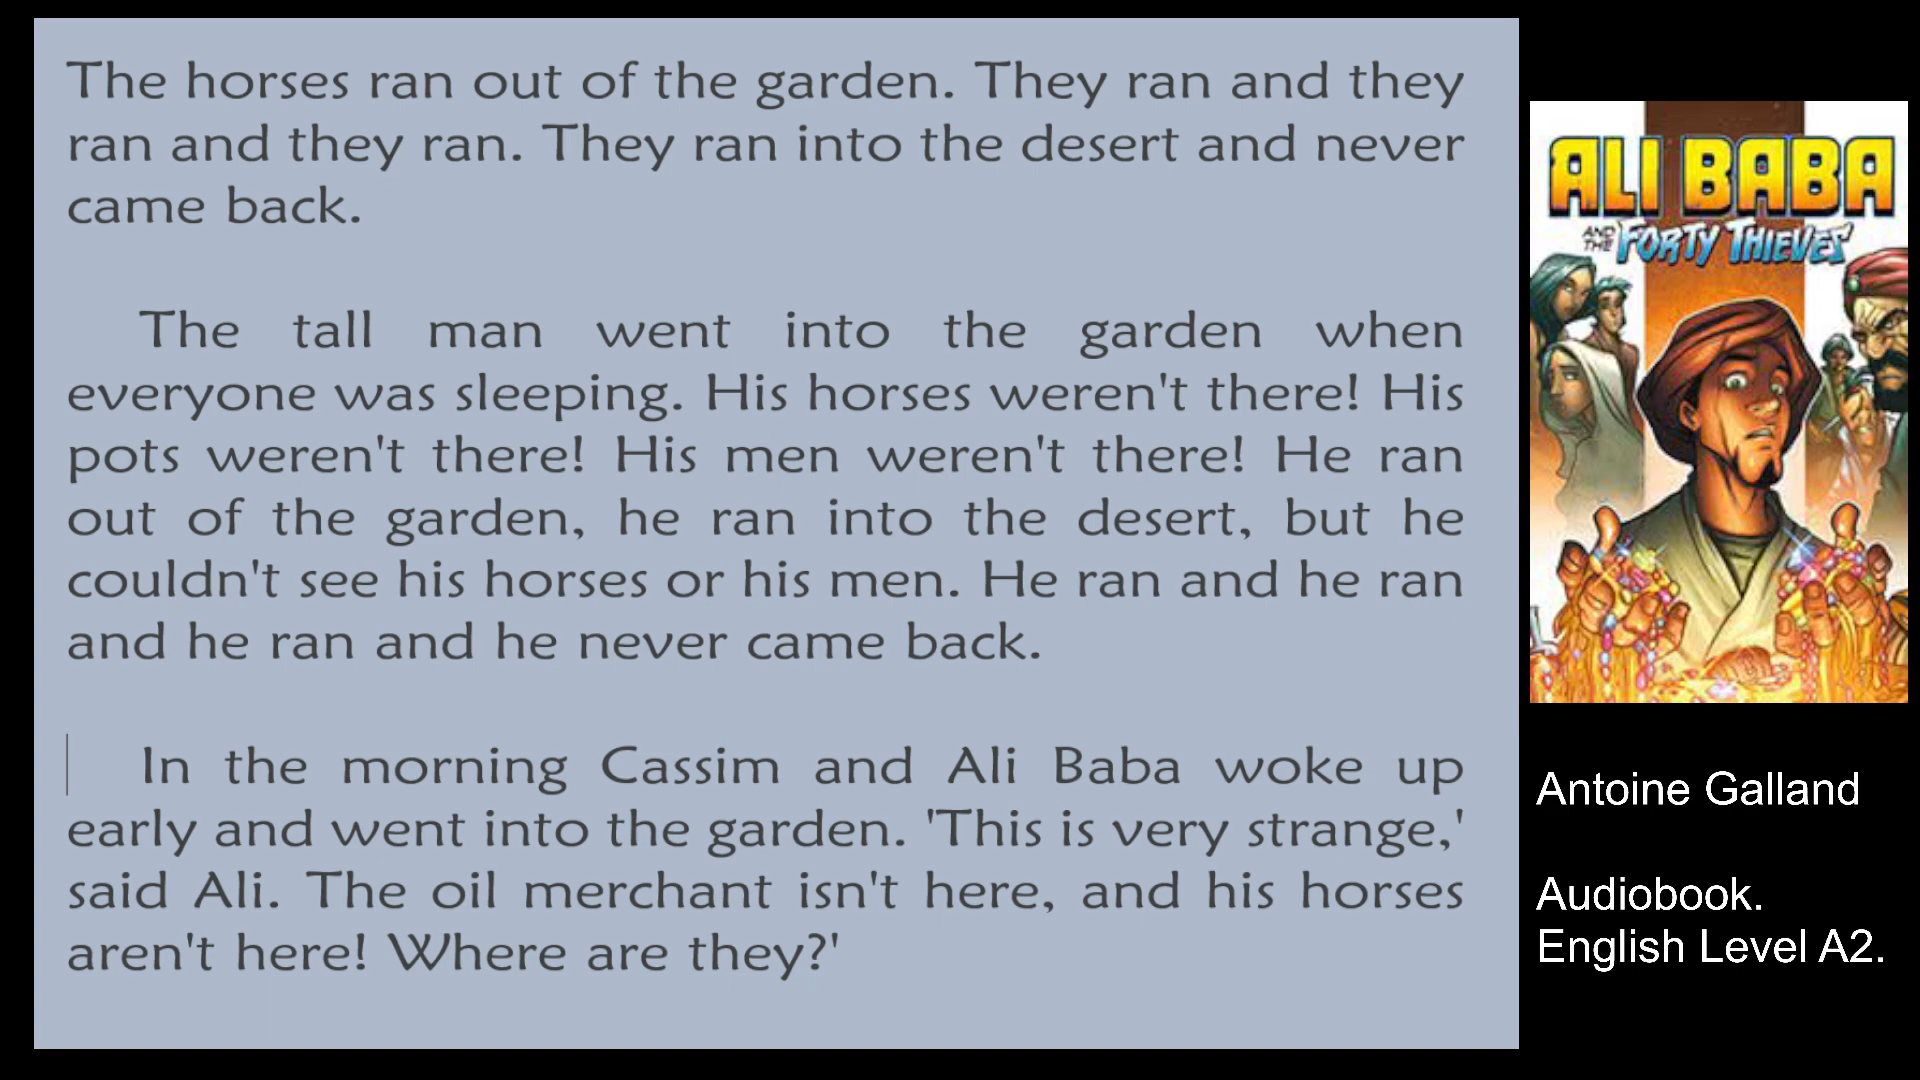 The horses ran out of the garden. They ran and they
ran and they ran. They ran into the desert and never
came back.
The tall man went into the garden when
everyone was sleeping. His horses weren't there! His
pots weren't there! His men weren't there! He ran
out of the garden, he ran into the desert, but he
couldn't see his horses or his men. He ran and he ran
and he ran and he never came back.
In the morning Cassim and Ali Baba woke up
early and went into the garden. 'This is very strange,'
said Ali. The oil merchant isn't here, and his horses
aren't here! Where are they?'
ALI BABA
AND THE FORTY THIEVES
Antoine Galland
Audiobook.
English Level A2.